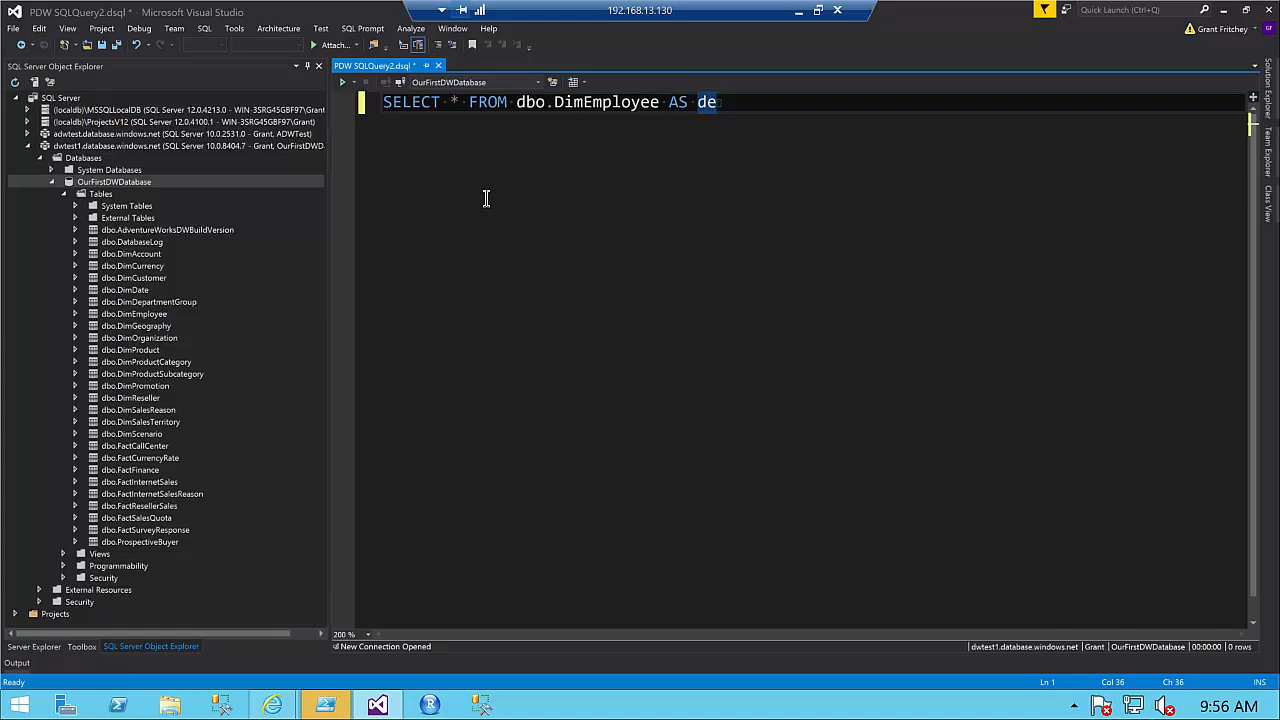 PDW SQLQuery2.dsql* - Microsoft Visual Studio
192.168.13.130
Quick Launch (Ctrl+Q)
File Edit View Project Debug Team SQL Tools Architecture Test SQL Prompt Analyze Window Help
Grant Fritchey
GF
Attach...
SQL Server Object Explorer
PDW SQLQuery2.dsql *
OurFirstDWDatabase
SELECT * FROM dbo.DimEmployee AS de
SQL Server
(localdb)\MSSQLLocalDB (SQL Server 12.0.4213.0 - WIN-3SRG45GBF97\Grant
(localdb)\ProjectsV12 (SQL Server 12.0.4100.1 - WIN-3SRG45GBF97\Grant)
adwtest.database.windows.net (SQL Server 10.0.2531.0 - Grant, ADWTest)
dwtest1.database.windows.net (SQL Server 10.0.8404.7 - Grant, OurFirstDWD
Databases
System Databases
OurFirstDWDatabase
Tables
System Tables
External Tables
dbo.AdventureWorksDWBuildVersion
dbo.DatabaseLog
dbo.DimAccount
dbo.DimCurrency
dbo.DimCustomer
dbo.DimDate
dbo.DimDepartmentGroup
dbo.DimEmployee
dbo.DimGeography
dbo.DimOrganization
dbo.DimProduct
dbo.DimProductCategory
dbo.DimProductSubcategory
dbo.DimPromotion
dbo.DimReseller
dbo.DimSalesReason
dbo.DimSalesTerritory
dbo.DimScenario
dbo.FactCallCenter
dbo.FactCurrencyRate
dbo.FactFinance
dbo.FactInternetSales
dbo.FactInternetSalesReason
dbo.FactResellerSales
dbo.FactSalesQuota
dbo.FactSurveyResponse
dbo.ProspectiveBuyer
Views
Programmability
Security
External Resources
Security
Projects
Solution Explorer
Team Explorer
Class View
200 %
Server Explorer Toolbox SQL Server Object Explorer
New Connection Opened
dwtest1.database.windows.net Grant OurFirstDWDatabase 00:00:00 0 rows
Output
Ready
Ln 1 Col 36 Ch 36 INS
9:56 AM